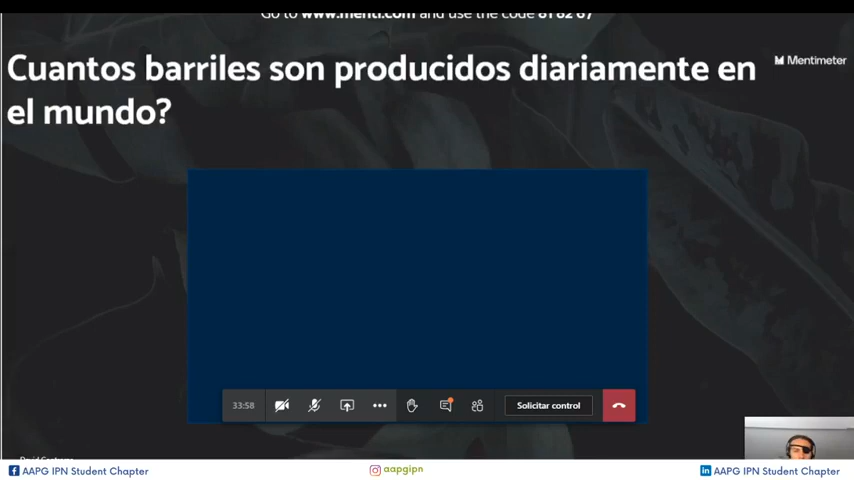 Go to www.menti.com and use the code 81 82 67
Cuantos barriles son producidos diariamente en
el mundo?
Mentimeter
33:58
Solicitar control
AAPG IPN Student Chapter
aapgipn
AAPG IPN Student Chapter